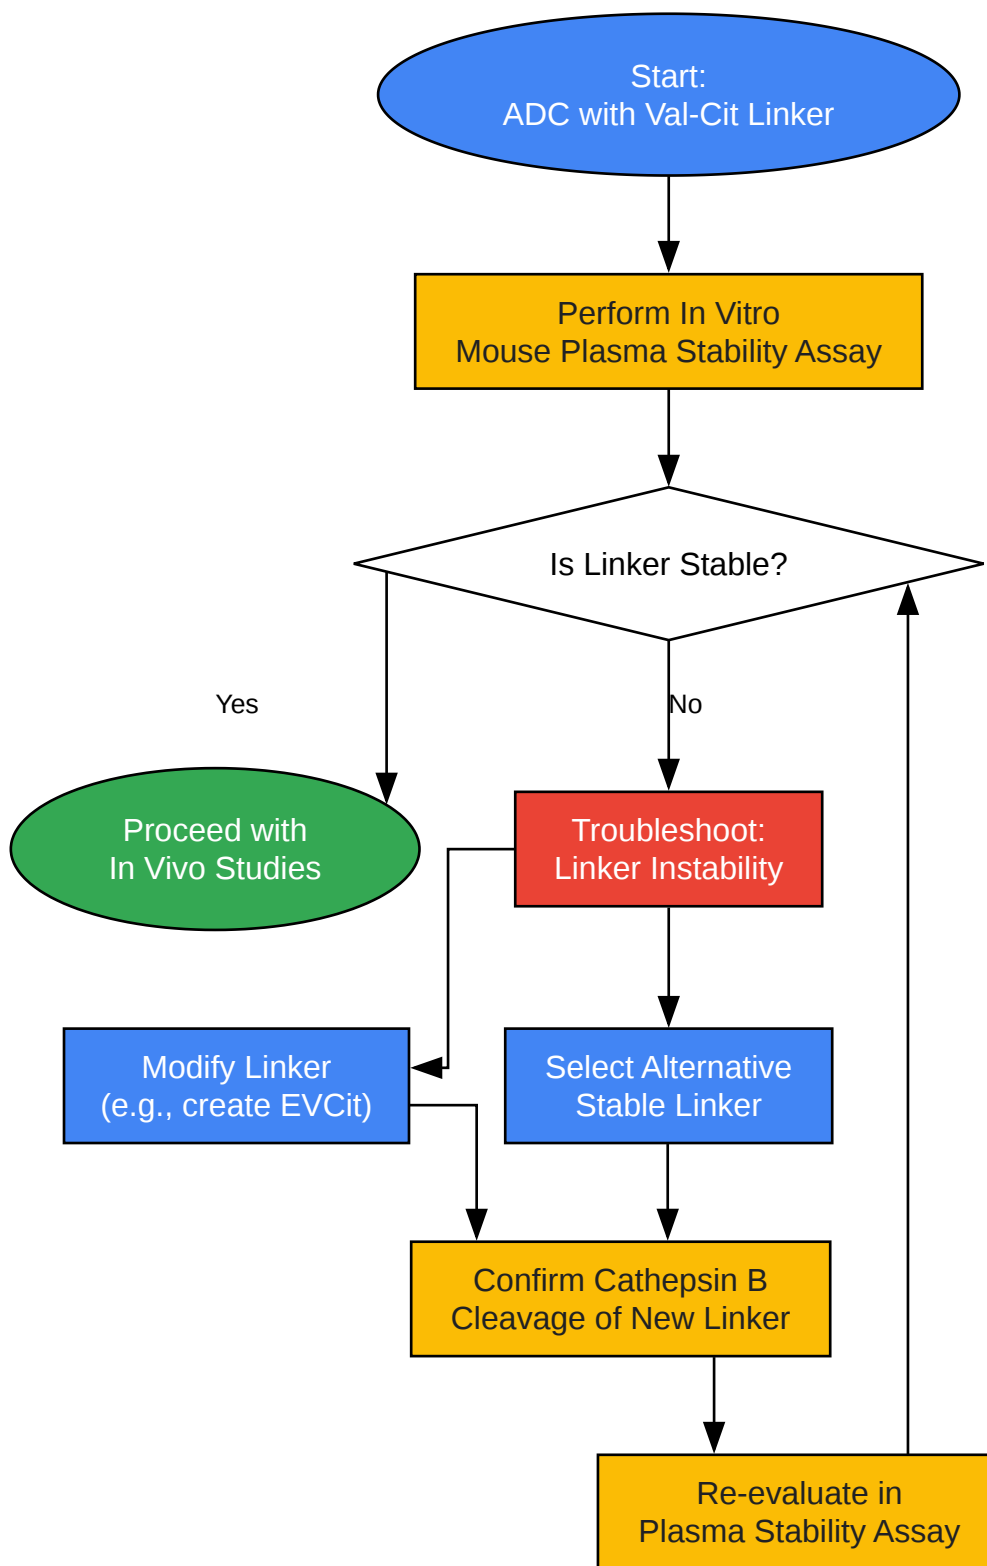 Start:
ADC with Val-Cit Linker
Perform In Vitro
Mouse Plasma Stability Assay
Is Linker Stable?
Yes
No
Proceed with
In Vivo Studies
Troubleshoot:
Linker Instability
Modify Linker
(e.g., create EVCit)
Select Alternative
Stable Linker
Confirm Cathepsin B
Cleavage of New Linker
Re-evaluate in
Plasma Stability Assay